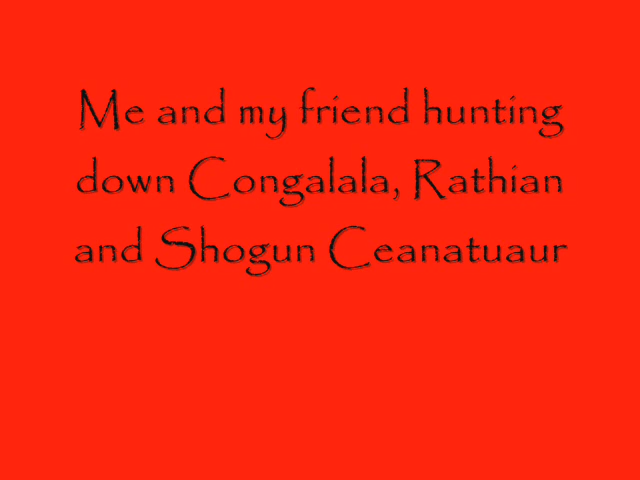 Me and my friend hunting
down Congalala, Rathian
and Shogun Ceanatuaur